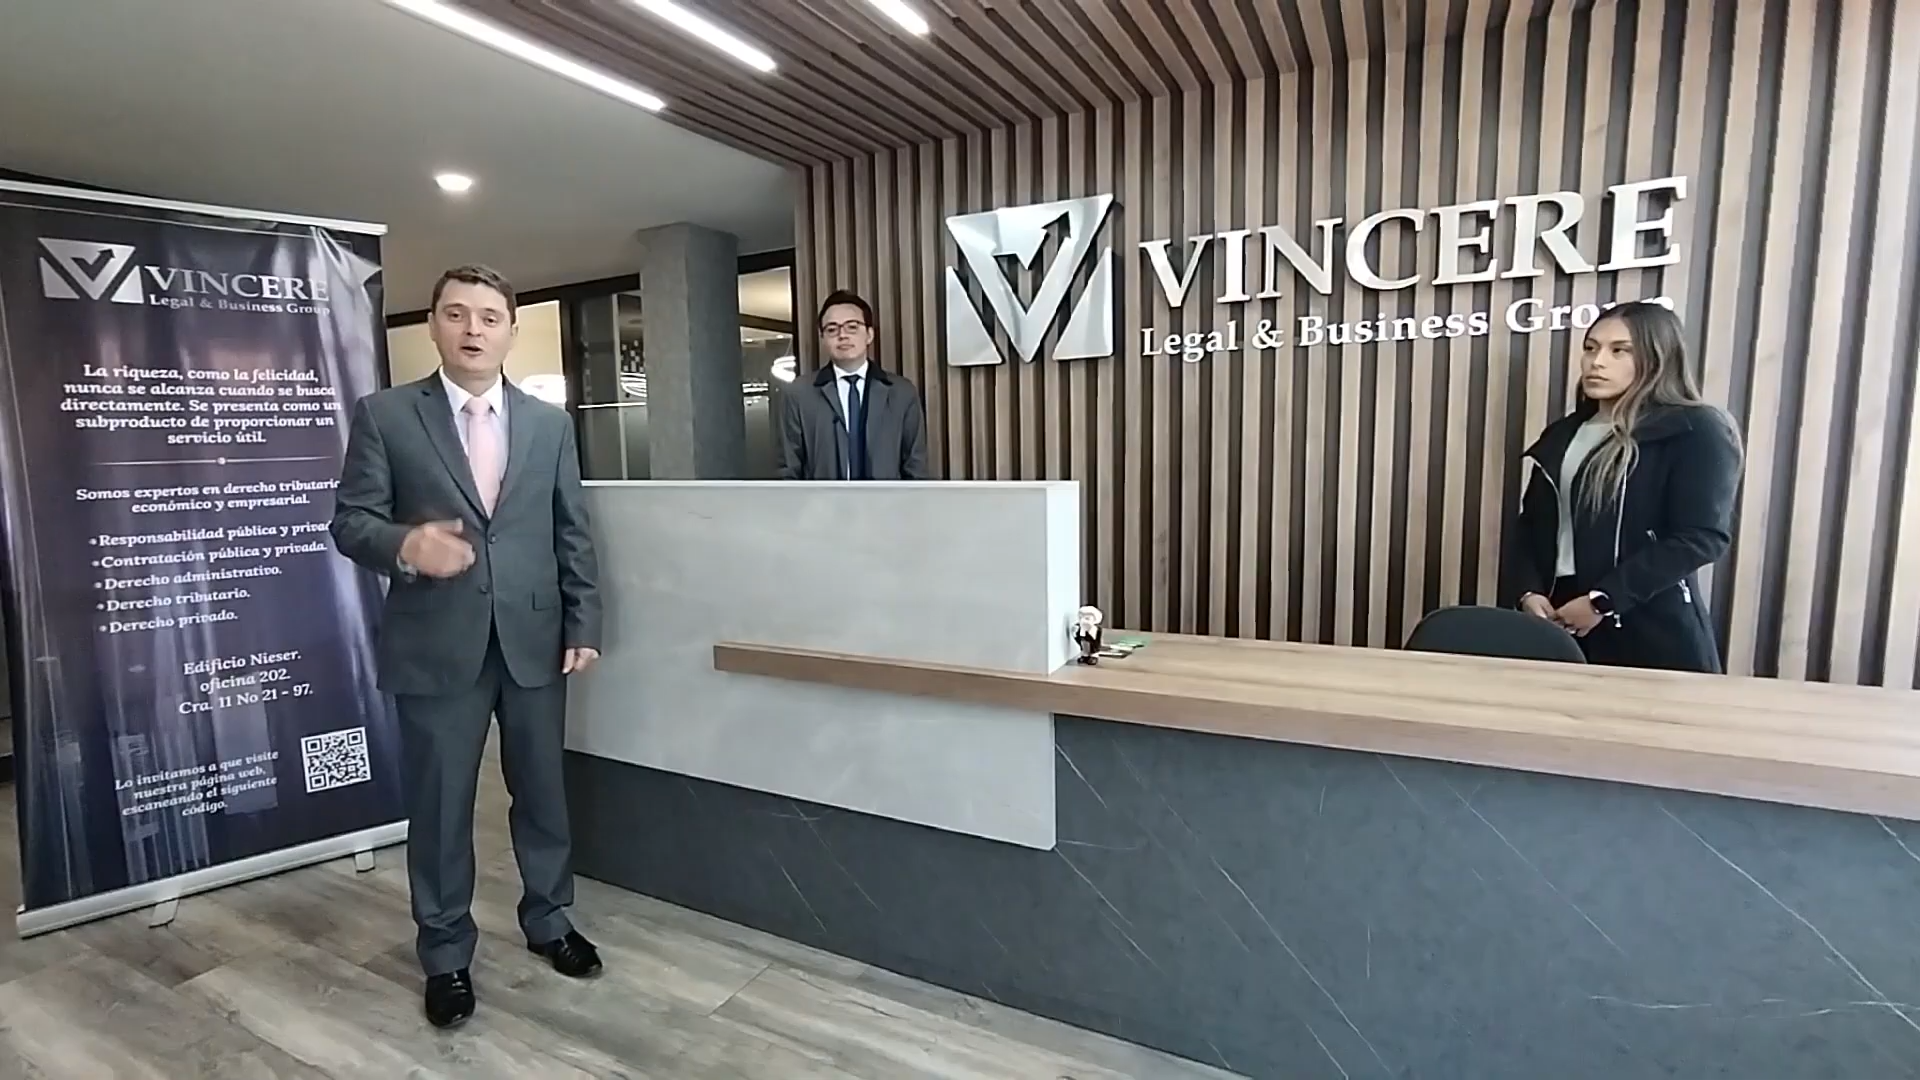 VINCERE
Legal & Business Group
La riqueza, como la felicidad,
nunca se alcanza cuando se busca
directamente. Se presenta como un
subproducto de proporcionar un
servicio útil.
Somos expertos en derecho tributario
económico y empresarial.
• Responsabilidad pública y privad
• Contratación pública y privada.
• Derecho administrativo.
• Derecho tributario.
• Derecho privado.
Edificio Nieser.
oficina 202.
Cra. 11 No 21 - 97.
Lo invitamos a que visite
nuestra página web,
escaneando el siguiente
código.
VINCERE
Legal & Business Group